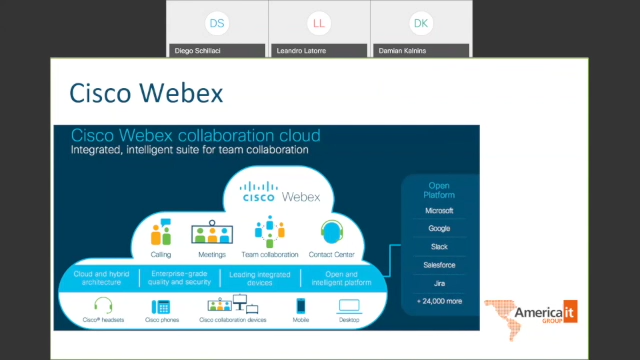 DS
LL
DK
Diego Schillaci
Leandro Latorre
Damian Kalnins
Cisco Webex
Cisco Webex collaboration cloud
Integrated, intelligent suite for team collaboration
CISCO Webex
Calling
Meetings
Team collaboration
Contact Center
Cloud and hybrid architecture
Enterprise-grade quality and security
Leading integrated devices
Open and intelligent platform
Cisco® headsets
Cisco phones
Cisco collaboration devices
Mobile
Desktop
Open
Platform
Microsoft
Google
Slack
Salesforce
Jira
+ 24,000 more
America it
GROUP